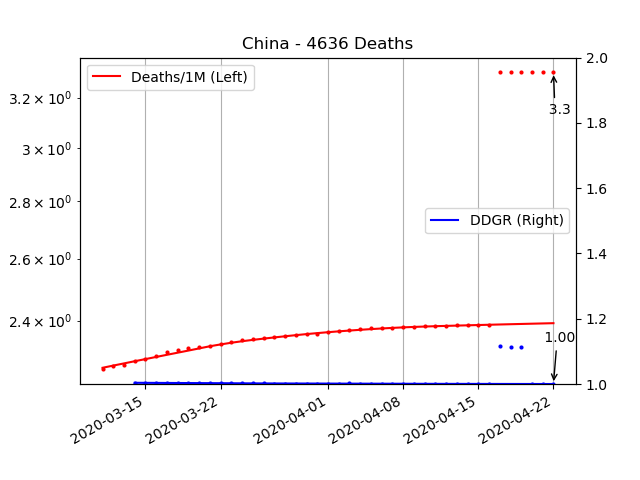 China - 4636 Deaths
Deaths/1M (Left)
DDGR (Right)
3.2 × 10⁰
3 × 10⁰
2.8 × 10⁰
2.6 × 10⁰
2.4 × 10⁰
2.0
1.8
1.6
1.4
1.2
1.0
3.3
1.00
2020-03-15
2020-03-22
2020-04-01
2020-04-08
2020-04-15
2020-04-22